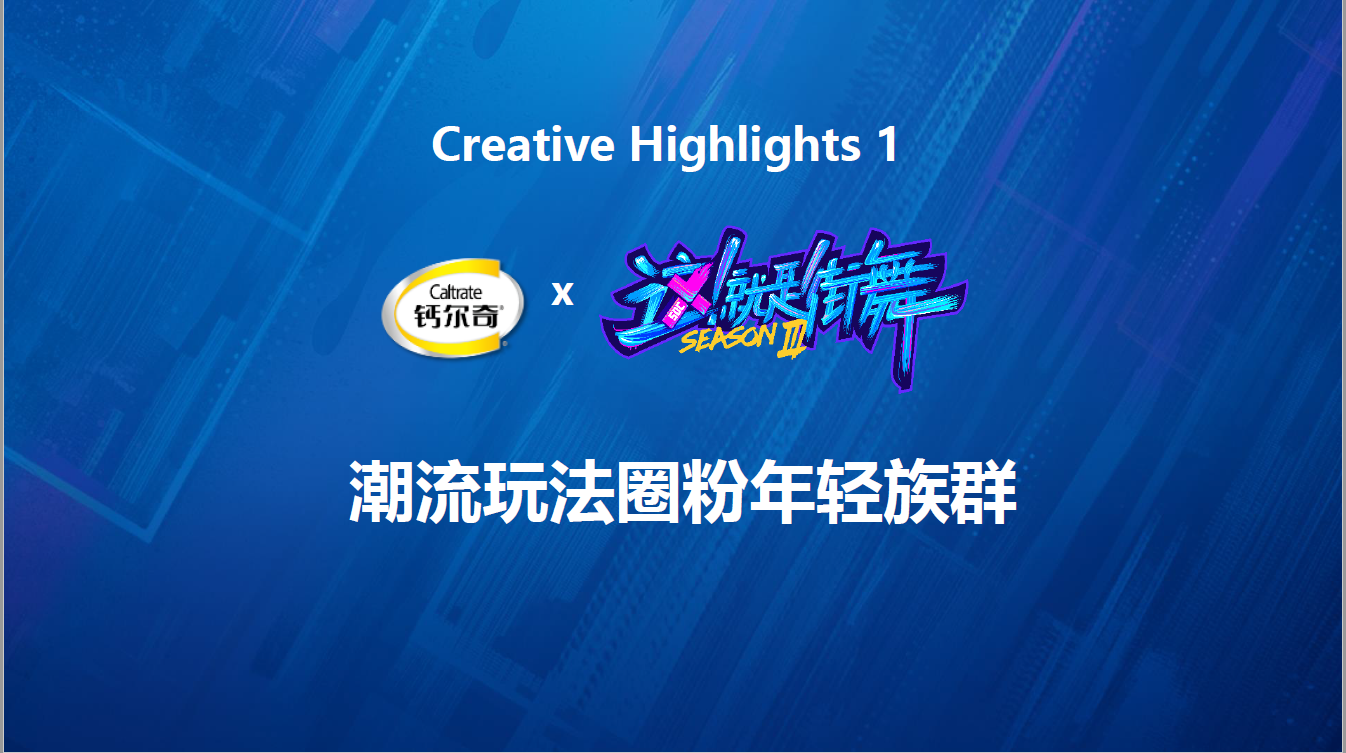 Creative Highlights 1
Caltrate
钙尔奇®
x
这!就是街舞
SDC
SEASON III
潮流玩法圈粉年轻族群